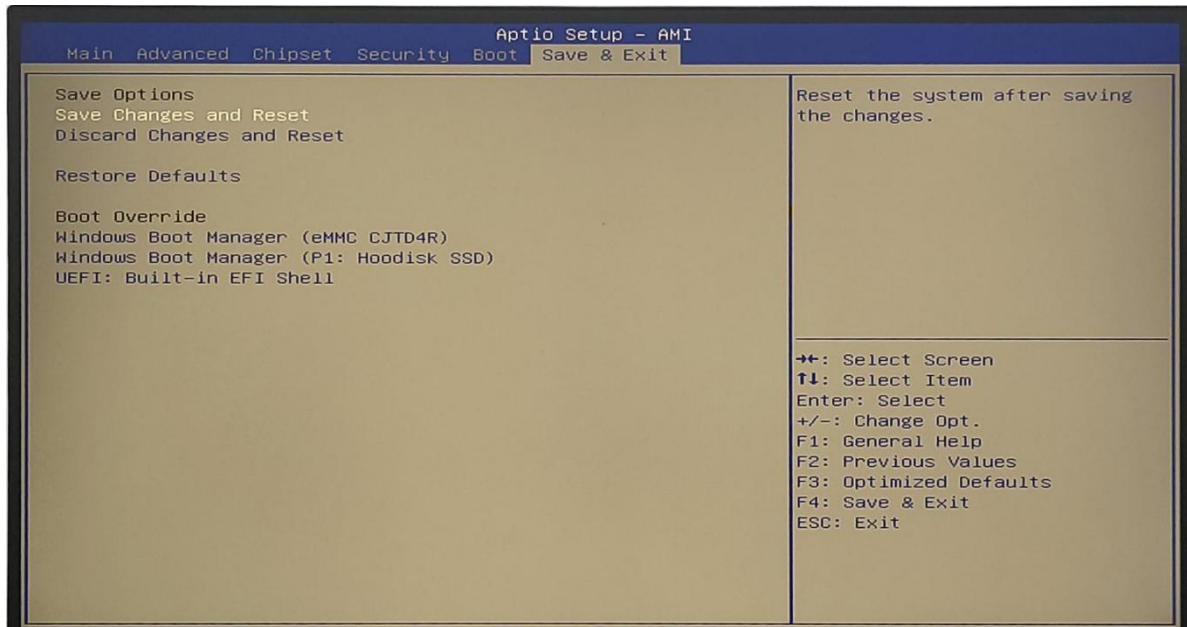 Aptio Setup – AMI
Main Advanced Chipset Security Boot Save & Exit
Save Options
Save Changes and Reset
Discard Changes and Reset
Restore Defaults
Boot Override
Windows Boot Manager (eMMC CJTD4R)
Windows Boot Manager (P1: Hoodisk SSD)
UEFI: Built-in EFI Shell
Reset the system after saving
the changes.
→←: Select Screen
↑↓: Select Item
Enter: Select
+/-: Change Opt.
F1: General Help
F2: Previous Values
F3: Optimized Defaults
F4: Save & Exit
ESC: Exit